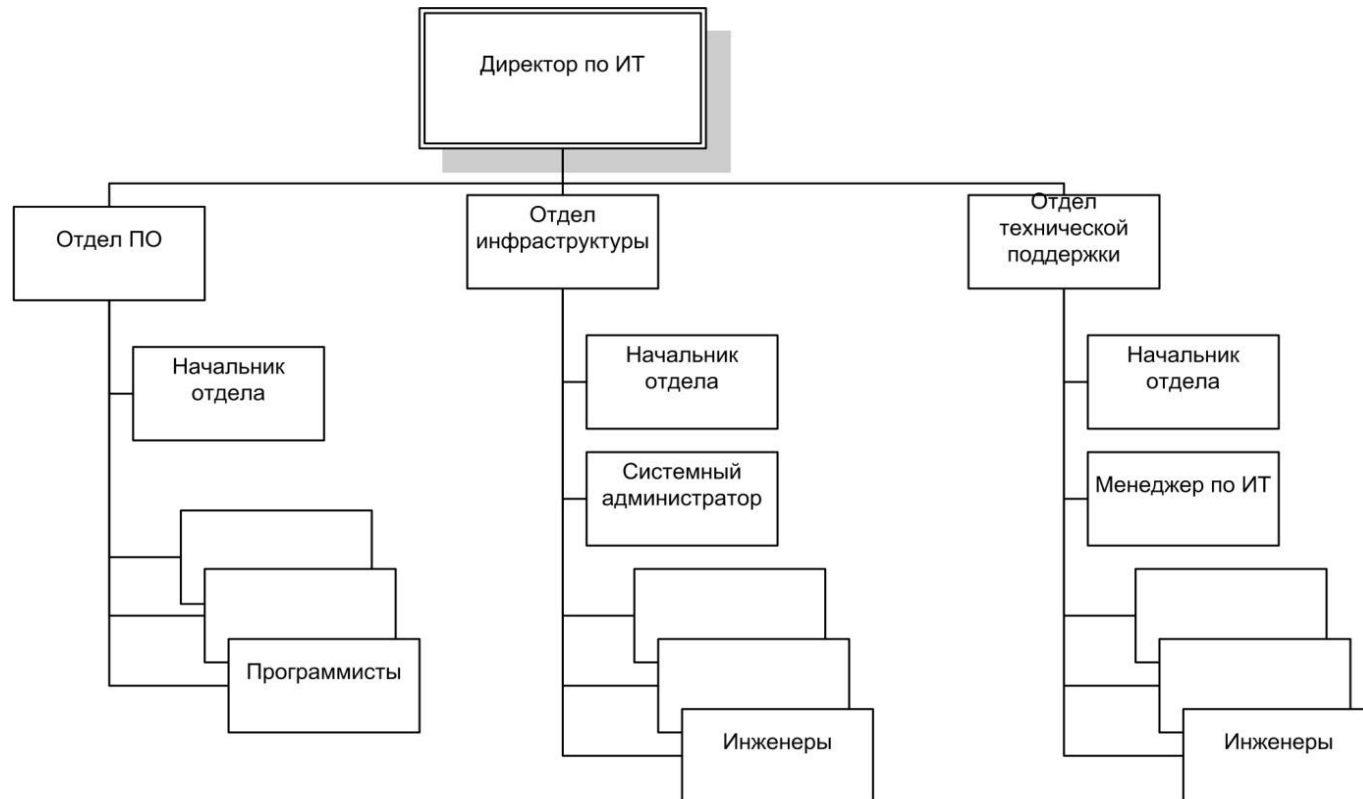 Директор по ИТ
Отдел ПО
Отдел
инфраструктуры
Отдел
технической
поддержки
Начальник
отдела
Начальник
отдела
Начальник
отдела
Системный
администратор
Менеджер по ИТ
Программисты
Инженеры
Инженеры